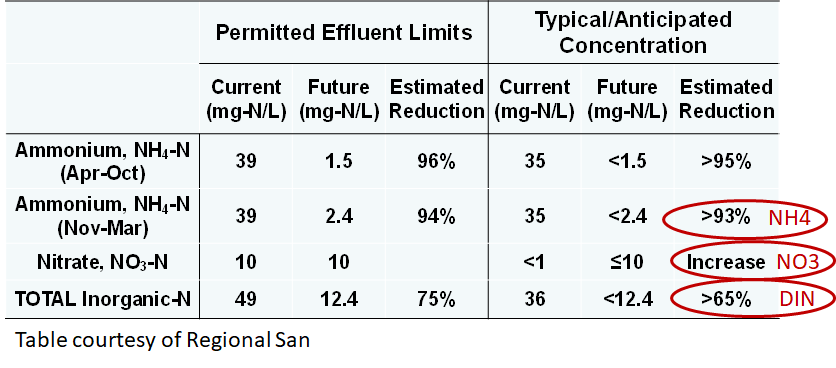 Permitted Effluent Limits Typical/Anticipated Concentration
Current (mg-N/L) Future (mg-N/L) Estimated Reduction Current (mg-N/L) Future (mg-N/L) Estimated Reduction
Ammonium, NH₄-N (Apr-Oct) 39 1.5 96% 35 <1.5 >95%
Ammonium, NH₄-N (Nov-Mar) 39 2.4 94% 35 <2.4 >93% NH4
Nitrate, NO₃-N 10 10 <1 ≤10 Increase NO3
TOTAL Inorganic-N 49 12.4 75% 36 <12.4 >65% DIN
Table courtesy of Regional San